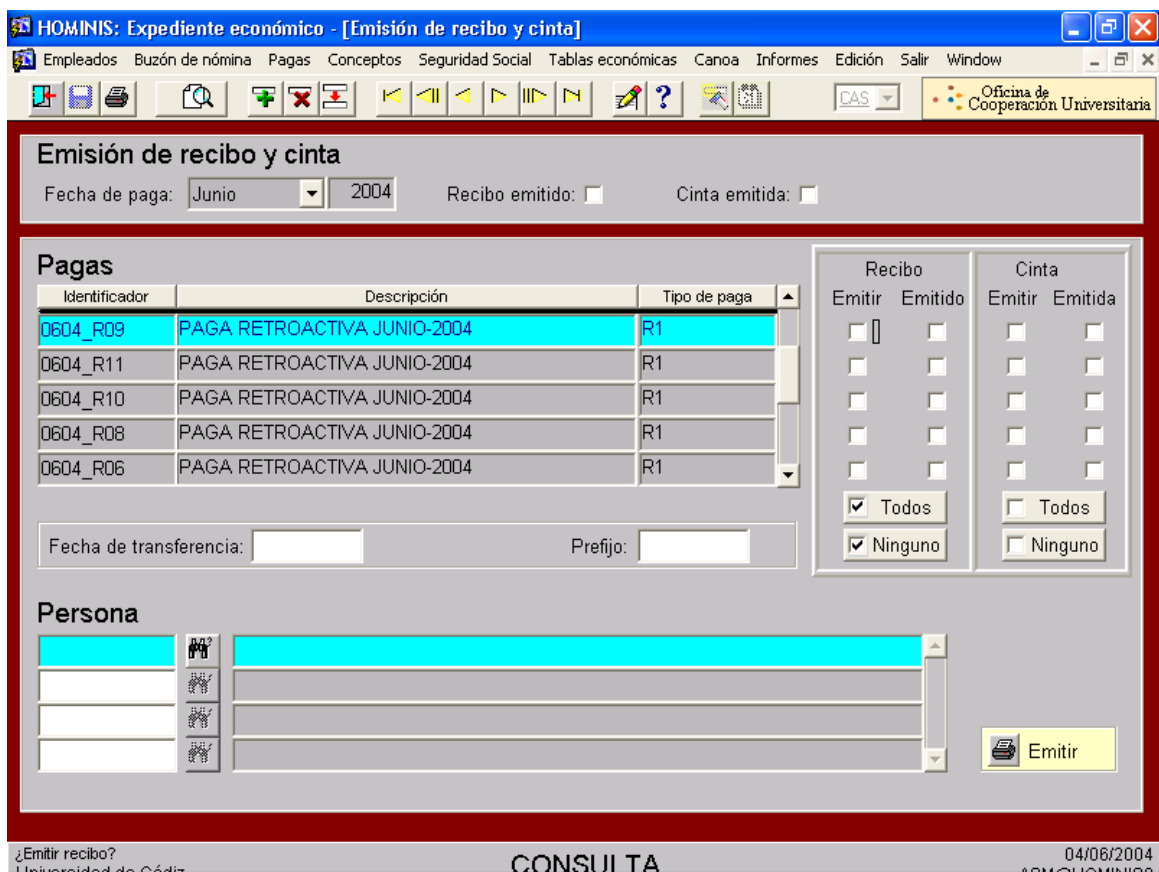 HOMINIS: Expediente económico - [Emisión de recibo y cinta]
Empleados Buzón de nómina Pagas Conceptos Seguridad Social Tablas económicas Canoa Informes Edición Salir Window
CAS Oficina de
Cooperación Universitaria
Emisión de recibo y cinta
Fecha de paga: Junio 2004 Recibo emitido: Cinta emitida:
Pagas
Recibo Cinta
Identificador Descripción Tipo de paga Emitir Emitido Emitir Emitida
0604_R09 PAGA RETROACTIVA JUNIO-2004 R1
0604_R11 PAGA RETROACTIVA JUNIO-2004 R1
0604_R10 PAGA RETROACTIVA JUNIO-2004 R1
0604_R08 PAGA RETROACTIVA JUNIO-2004 R1
0604_R06 PAGA RETROACTIVA JUNIO-2004 R1
Todos Todos
Fecha de transferencia: Prefijo: Ninguno Ninguno
Persona
Emitir
¿Emitir recibo? 04/06/2004
Universidad de Cádiz CONSULTA